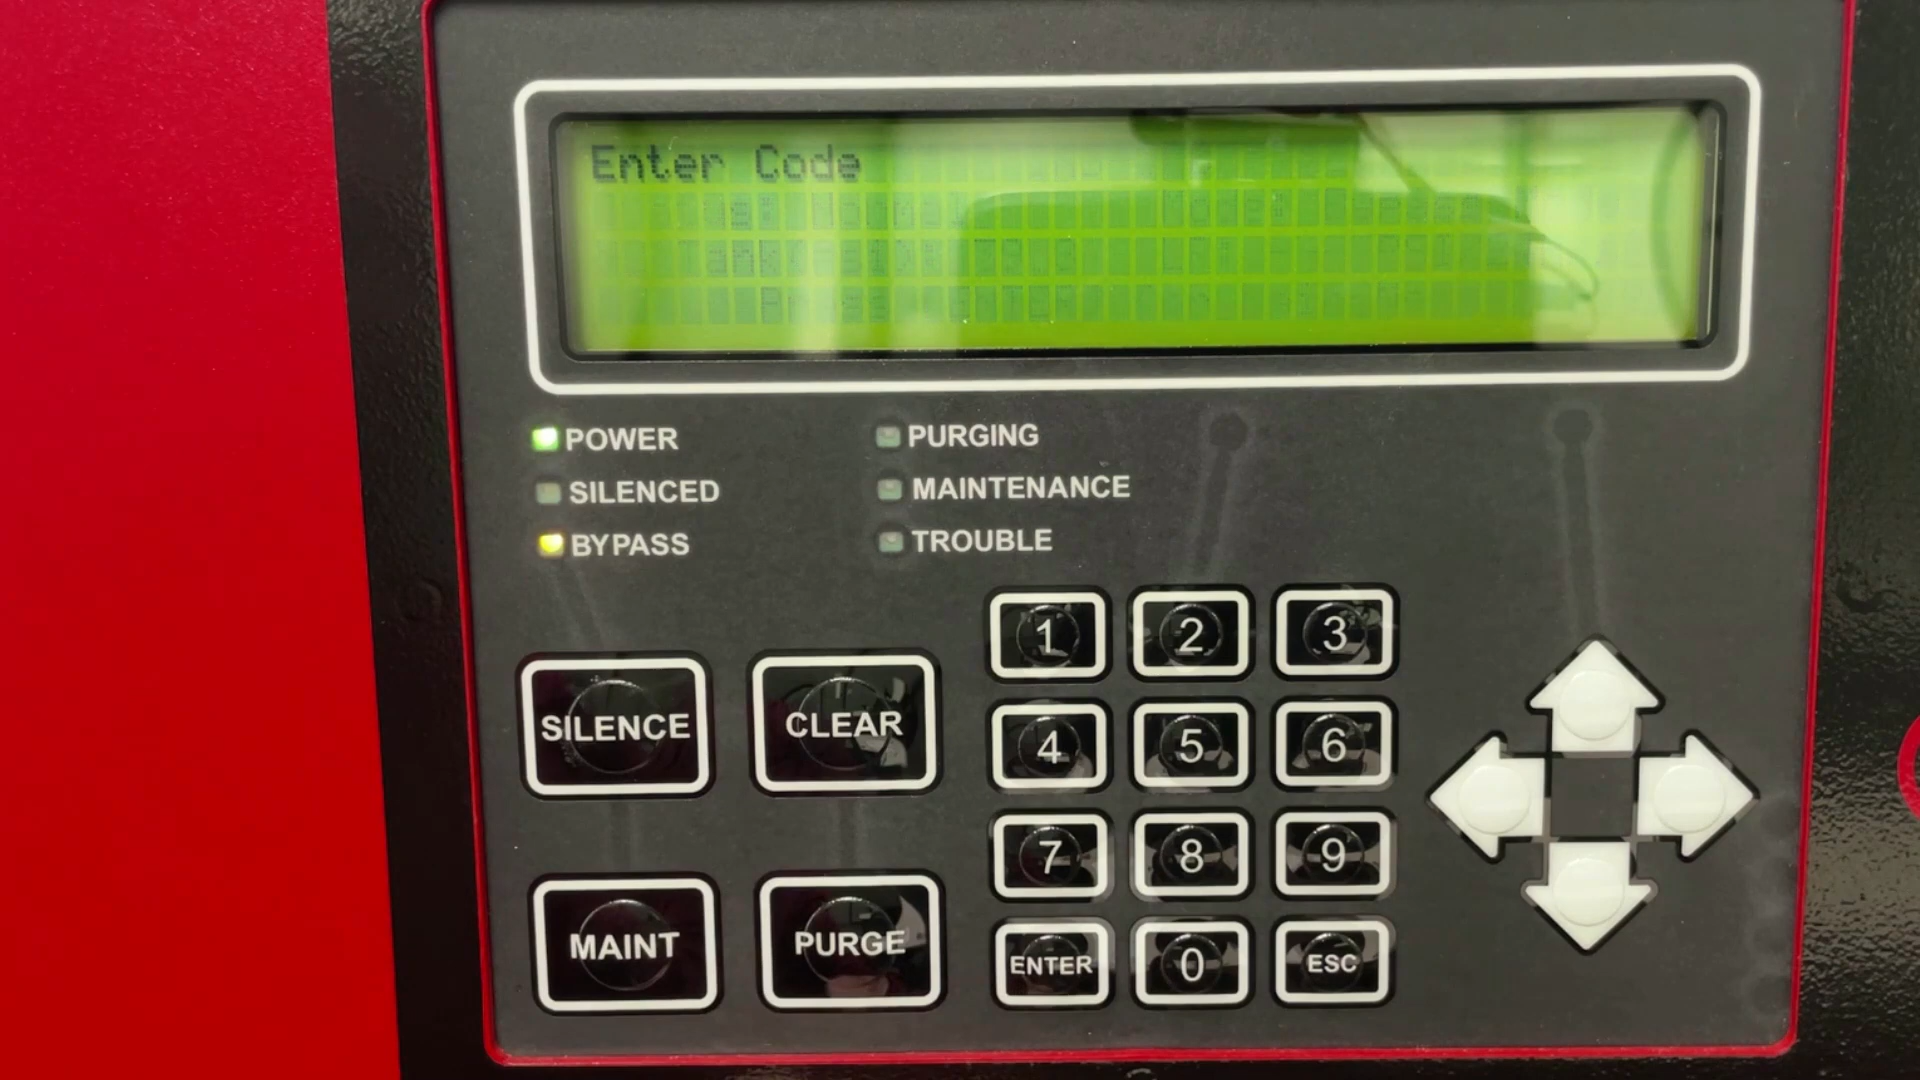 Enter Code
POWER PURGING
SILENCED MAINTENANCE
BYPASS TROUBLE
1 2 3
SILENCE CLEAR 4 5 6
7 8 9
MAINT PURGE ENTER 0 ESC